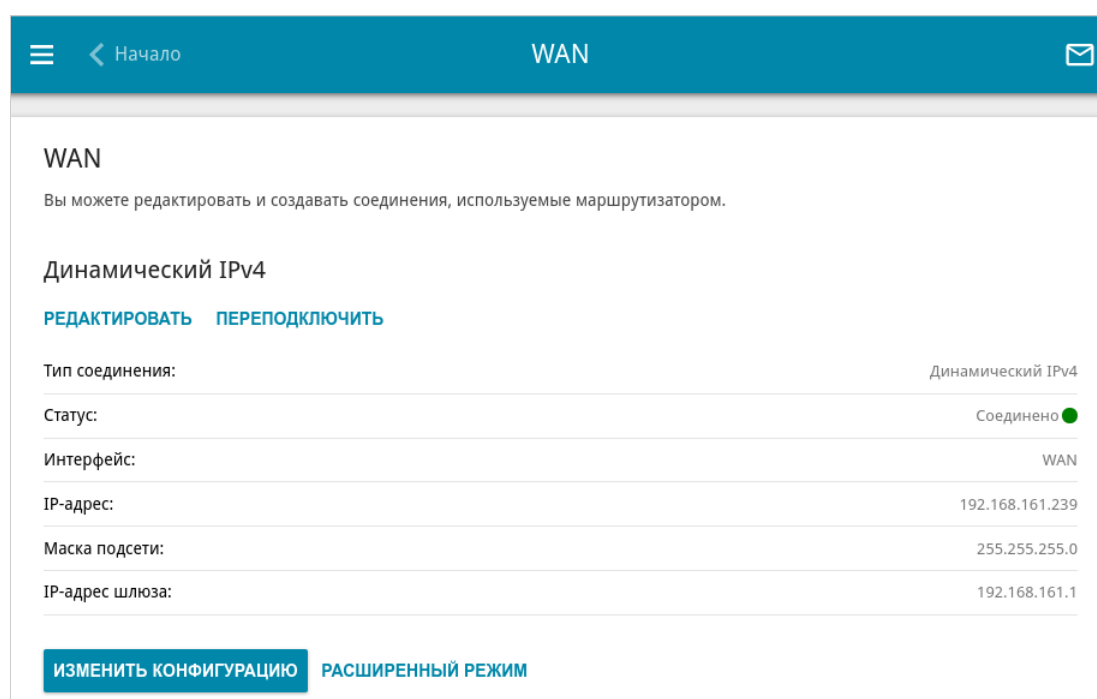 Начало
WAN
WAN
Вы можете редактировать и создавать соединения, используемые маршрутизатором.
Динамический IPv4
РЕДАКТИРОВАТЬ ПЕРЕПОДКЛЮЧИТЬ
Тип соединения: Динамический IPv4
Статус: Соединено
Интерфейс: WAN
IP-адрес: 192.168.161.239
Маска подсети: 255.255.255.0
IP-адрес шлюза: 192.168.161.1
ИЗМЕНИТЬ КОНФИГУРАЦИЮ РАСШИРЕННЫЙ РЕЖИМ